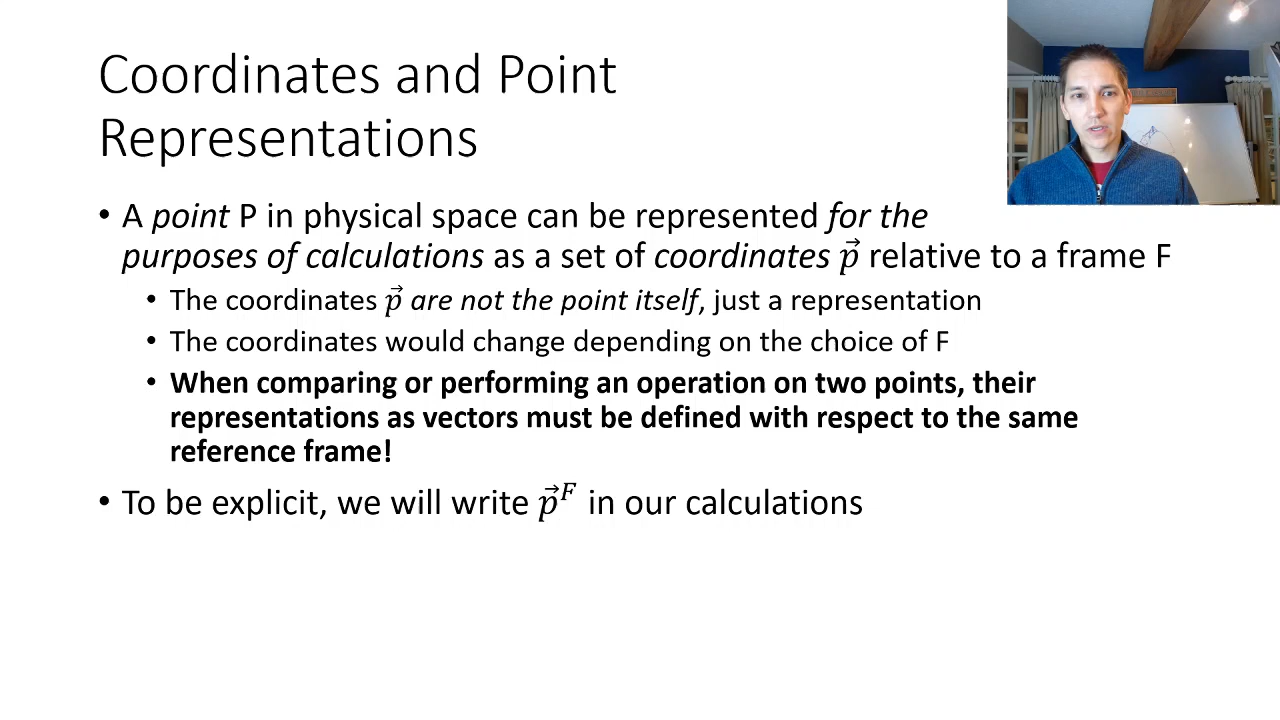 Coordinates and Point
Representations
• A point P in physical space can be represented for the
purposes of calculations as a set of coordinates p⃗ relative to a frame F
• The coordinates p⃗ are not the point itself, just a representation
• The coordinates would change depending on the choice of F
• When comparing or performing an operation on two points, their
representations as vectors must be defined with respect to the same
reference frame!
• To be explicit, we will write p⃗ᶠ in our calculations